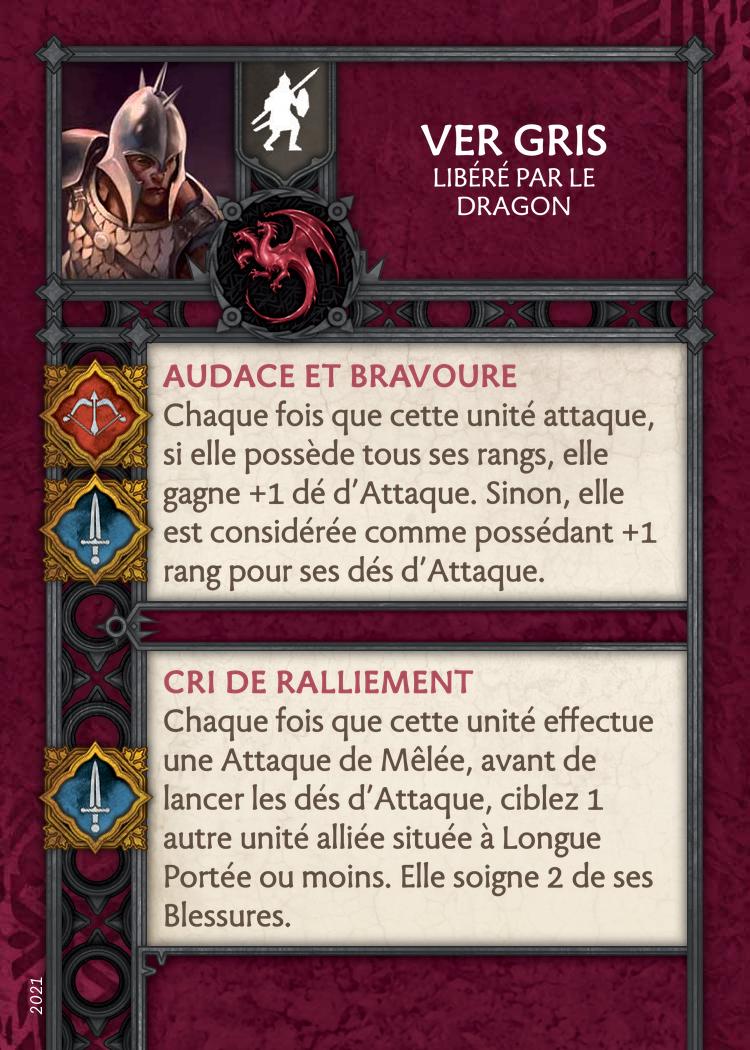 VER GRIS
LIBÉRÉ PAR LE
DRAGON
AUDACE ET BRAVOURE
Chaque fois que cette unité attaque,
si elle possède tous ses rangs, elle
gagne +1 dé d'Attaque. Sinon, elle
est considérée comme possédant +1
rang pour ses dés d'Attaque.
CRI DE RALLIEMENT
Chaque fois que cette unité effectue
une Attaque de Mêlée, avant de
lancer les dés d'Attaque, ciblez 1
autre unité alliée située à Longue
Portée ou moins. Elle soigne 2 de ses
Blessures.
2021